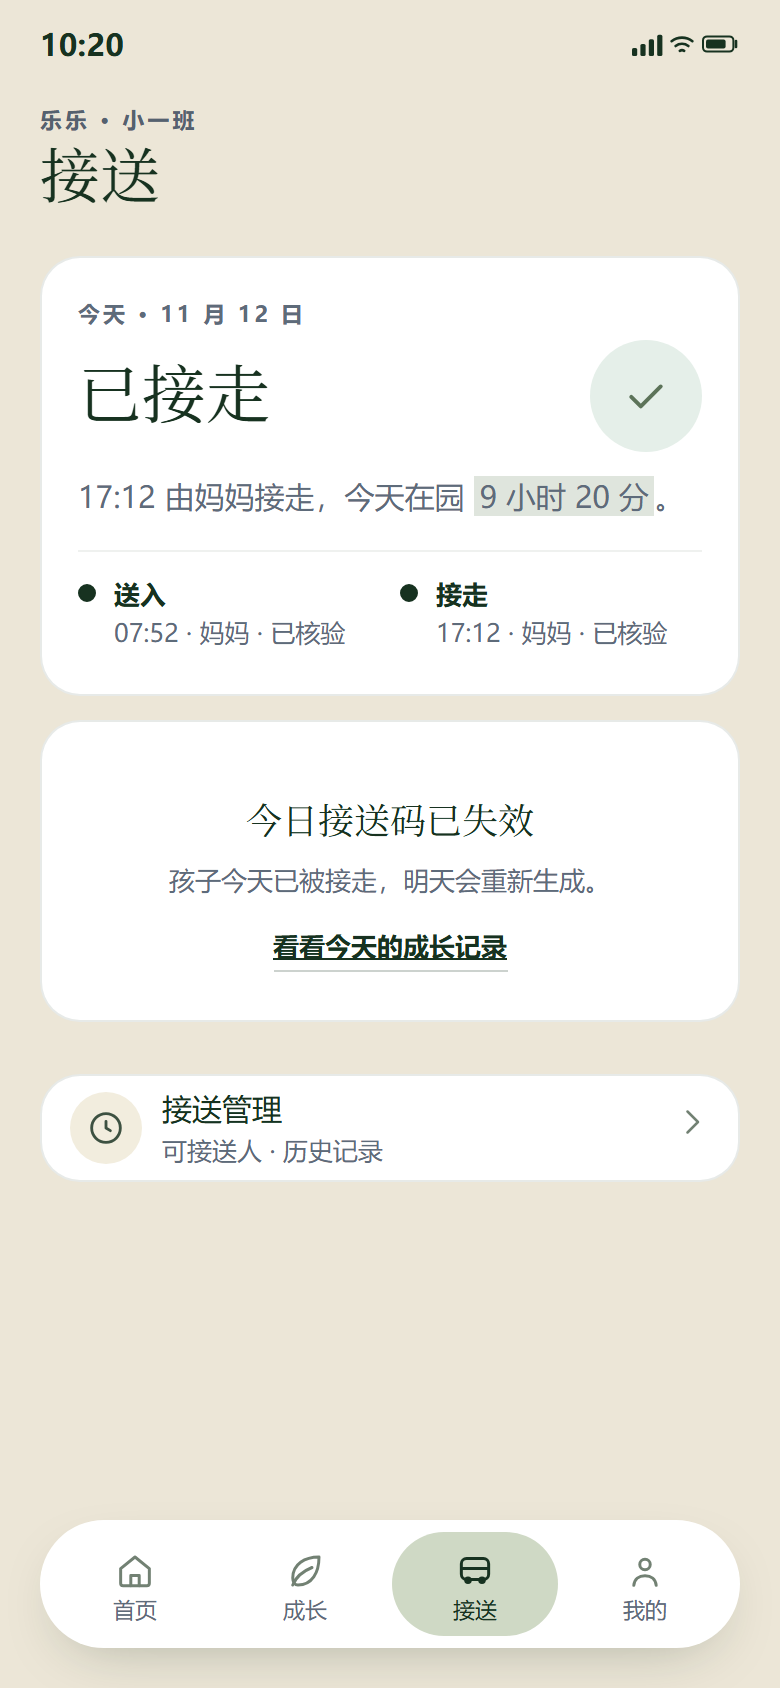 10:20
乐乐 · 小一班
接送
今天 · 11 月 12 日
已接走
17:12 由妈妈接走，今天在园 9 小时 20 分。
送入
07:52 · 妈妈 · 已核验
接走
17:12 · 妈妈 · 已核验
今日接送码已失效
孩子今天已被接走，明天会重新生成。
看看今天的成长记录
接送管理
可接送人 · 历史记录
首页
成长
接送
我的